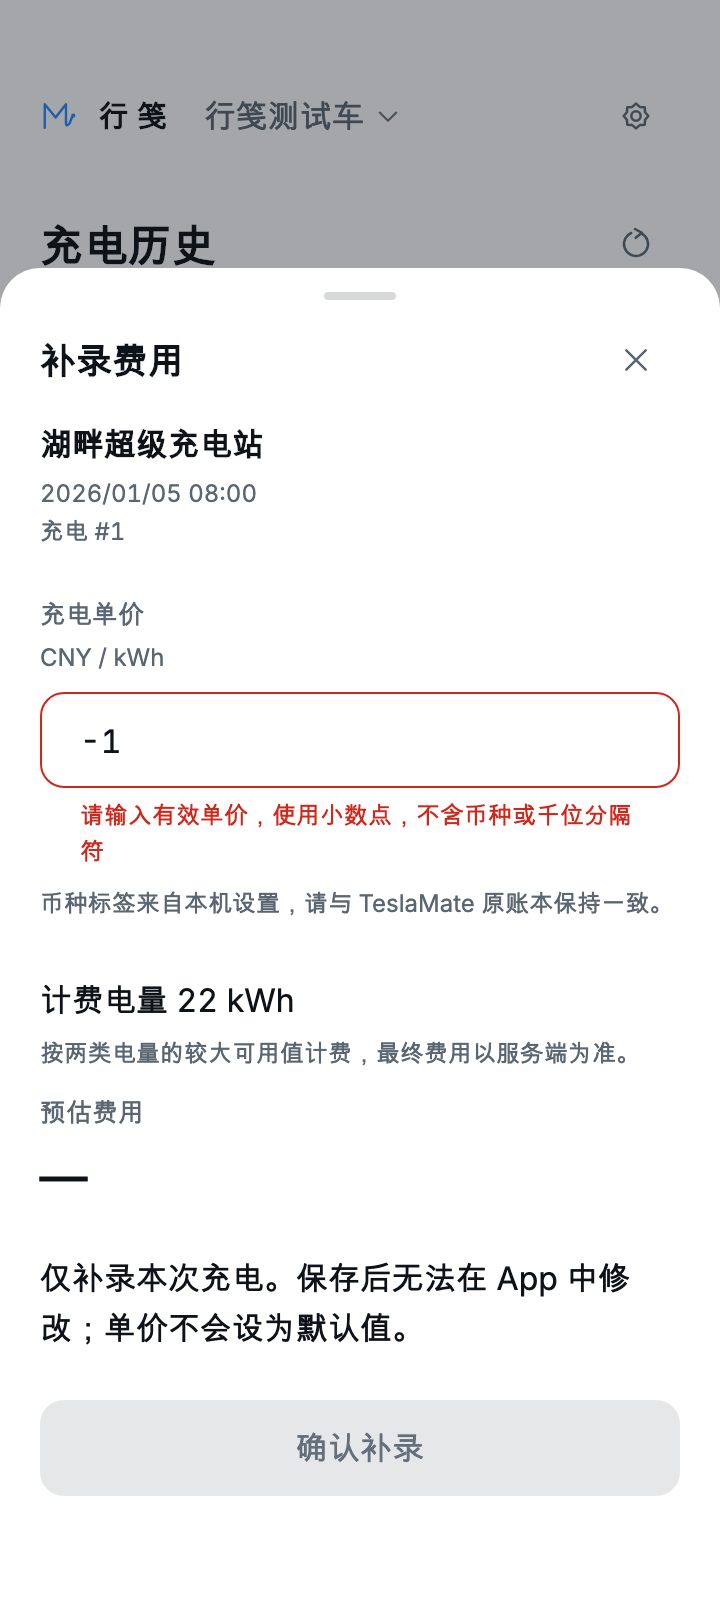 行笺 行笺测试车
充电历史
补录费用
湖畔超级充电站
2026/01/05 08:00
充电 #1
充电单价
CNY / kWh
-1
请输入有效单价，使用小数点，不含币种或千位分隔
符
币种标签来自本机设置，请与 TeslaMate 原账本保持一致。
计费电量 22 kWh
按两类电量的较大可用值计费，最终费用以服务端为准。
预估费用
—
仅补录本次充电。保存后无法在 App 中修
改；单价不会设为默认值。
确认补录